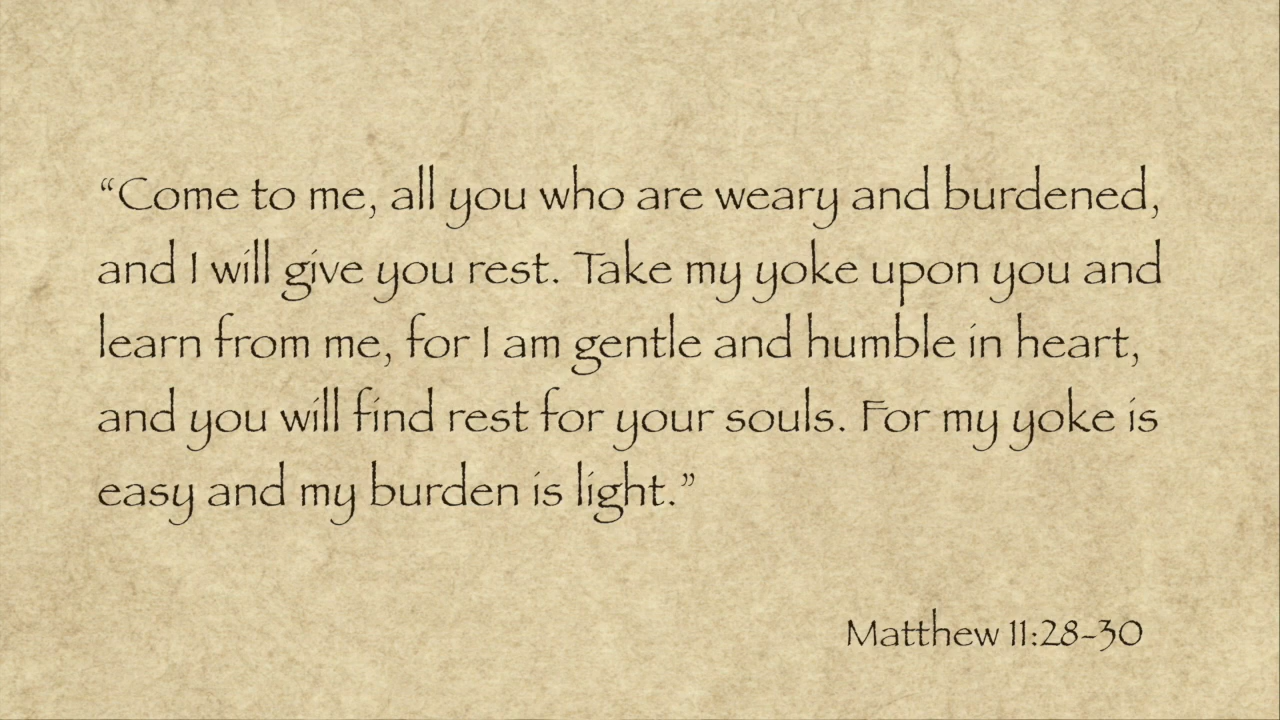 “Come to me, all you who are weary and burdened,
and I will give you rest. Take my yoke upon you and
learn from me, for I am gentle and humble in heart,
and you will find rest for your souls. For my yoke is
easy and my burden is light.”
Matthew 11:28-30